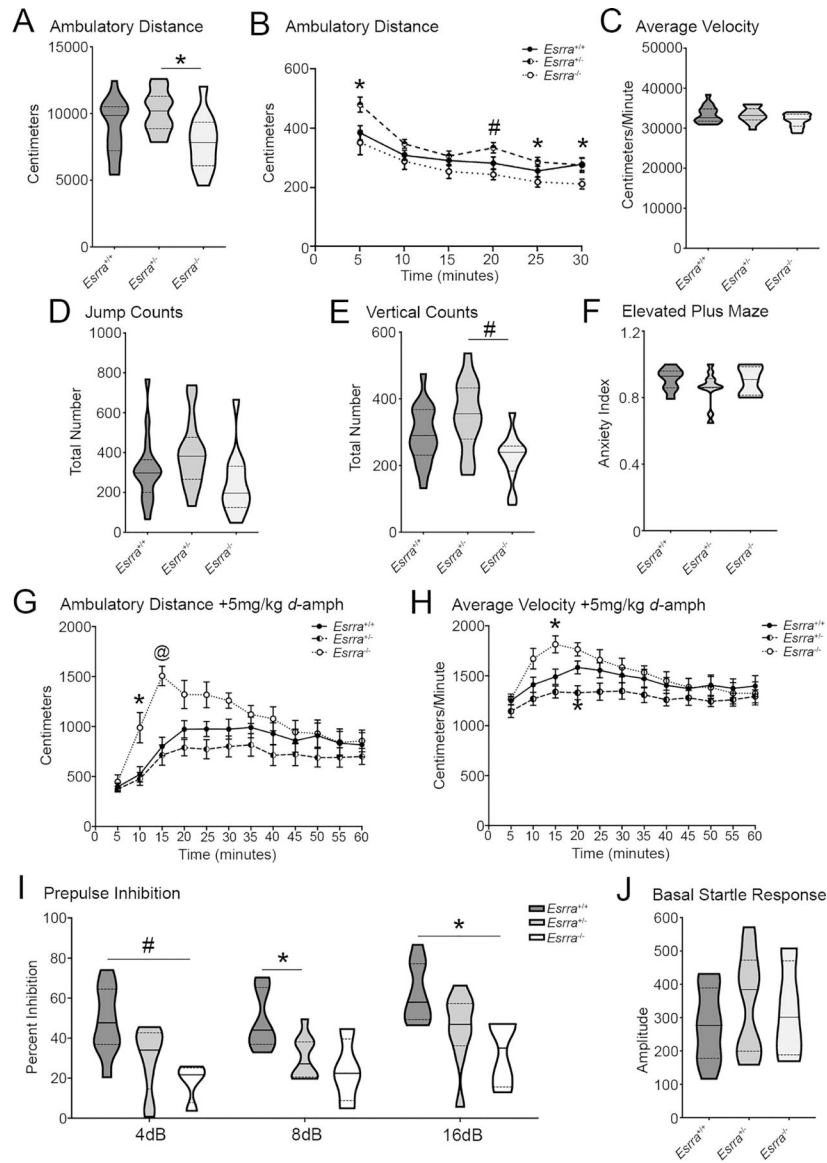 A Ambulatory Distance
15000
10000
5000
0
Centimeters
*
Esrra+/+
Esrra+/-
Esrra-/-
B Ambulatory Distance
Esrra+/+
Esrra+/-
Esrra-/-
600
400
200
0
Centimeters
*
#
*
*
0 5 10 15 20 25 30
Time (minutes)
C Average Velocity
50000
40000
30000
20000
10000
0
Centimeters/Minute
Esrra+/+
Esrra+/-
Esrra-/-
D Jump Counts
1000
800
600
400
200
0
Total Number
Esrra+/+
Esrra+/-
Esrra-/-
E Vertical Counts
600
400
200
0
Total Number
#
Esrra+/+
Esrra+/-
Esrra-/-
F Elevated Plus Maze
1.2
0.8
0.4
0
Anxiety Index
Esrra+/+
Esrra+/-
Esrra-/-
G Ambulatory Distance +5mg/kg d-amph
Esrra+/+
Esrra+/-
Esrra-/-
2000
1500
1000
500
0
Centimeters
*
@
0 5 10 15 20 25 30 35 40 45 50 55 60
Time (minutes)
H Average Velocity +5mg/kg d-amph
Esrra+/+
Esrra+/-
Esrra-/-
2000
1500
1000
500
0
Centimeters/Minute
*
*
0 5 10 15 20 25 30 35 40 45 50 55 60
Time (minutes)
I Prepulse Inhibition
Esrra+/+
Esrra+/-
Esrra-/-
100
80
60
40
20
0
Percent Inhibition
#
*
*
4dB 8dB 16dB
J Basal Startle Response
600
500
400
300
200
100
0
Amplitude
Esrra+/+
Esrra+/-
Esrra-/-